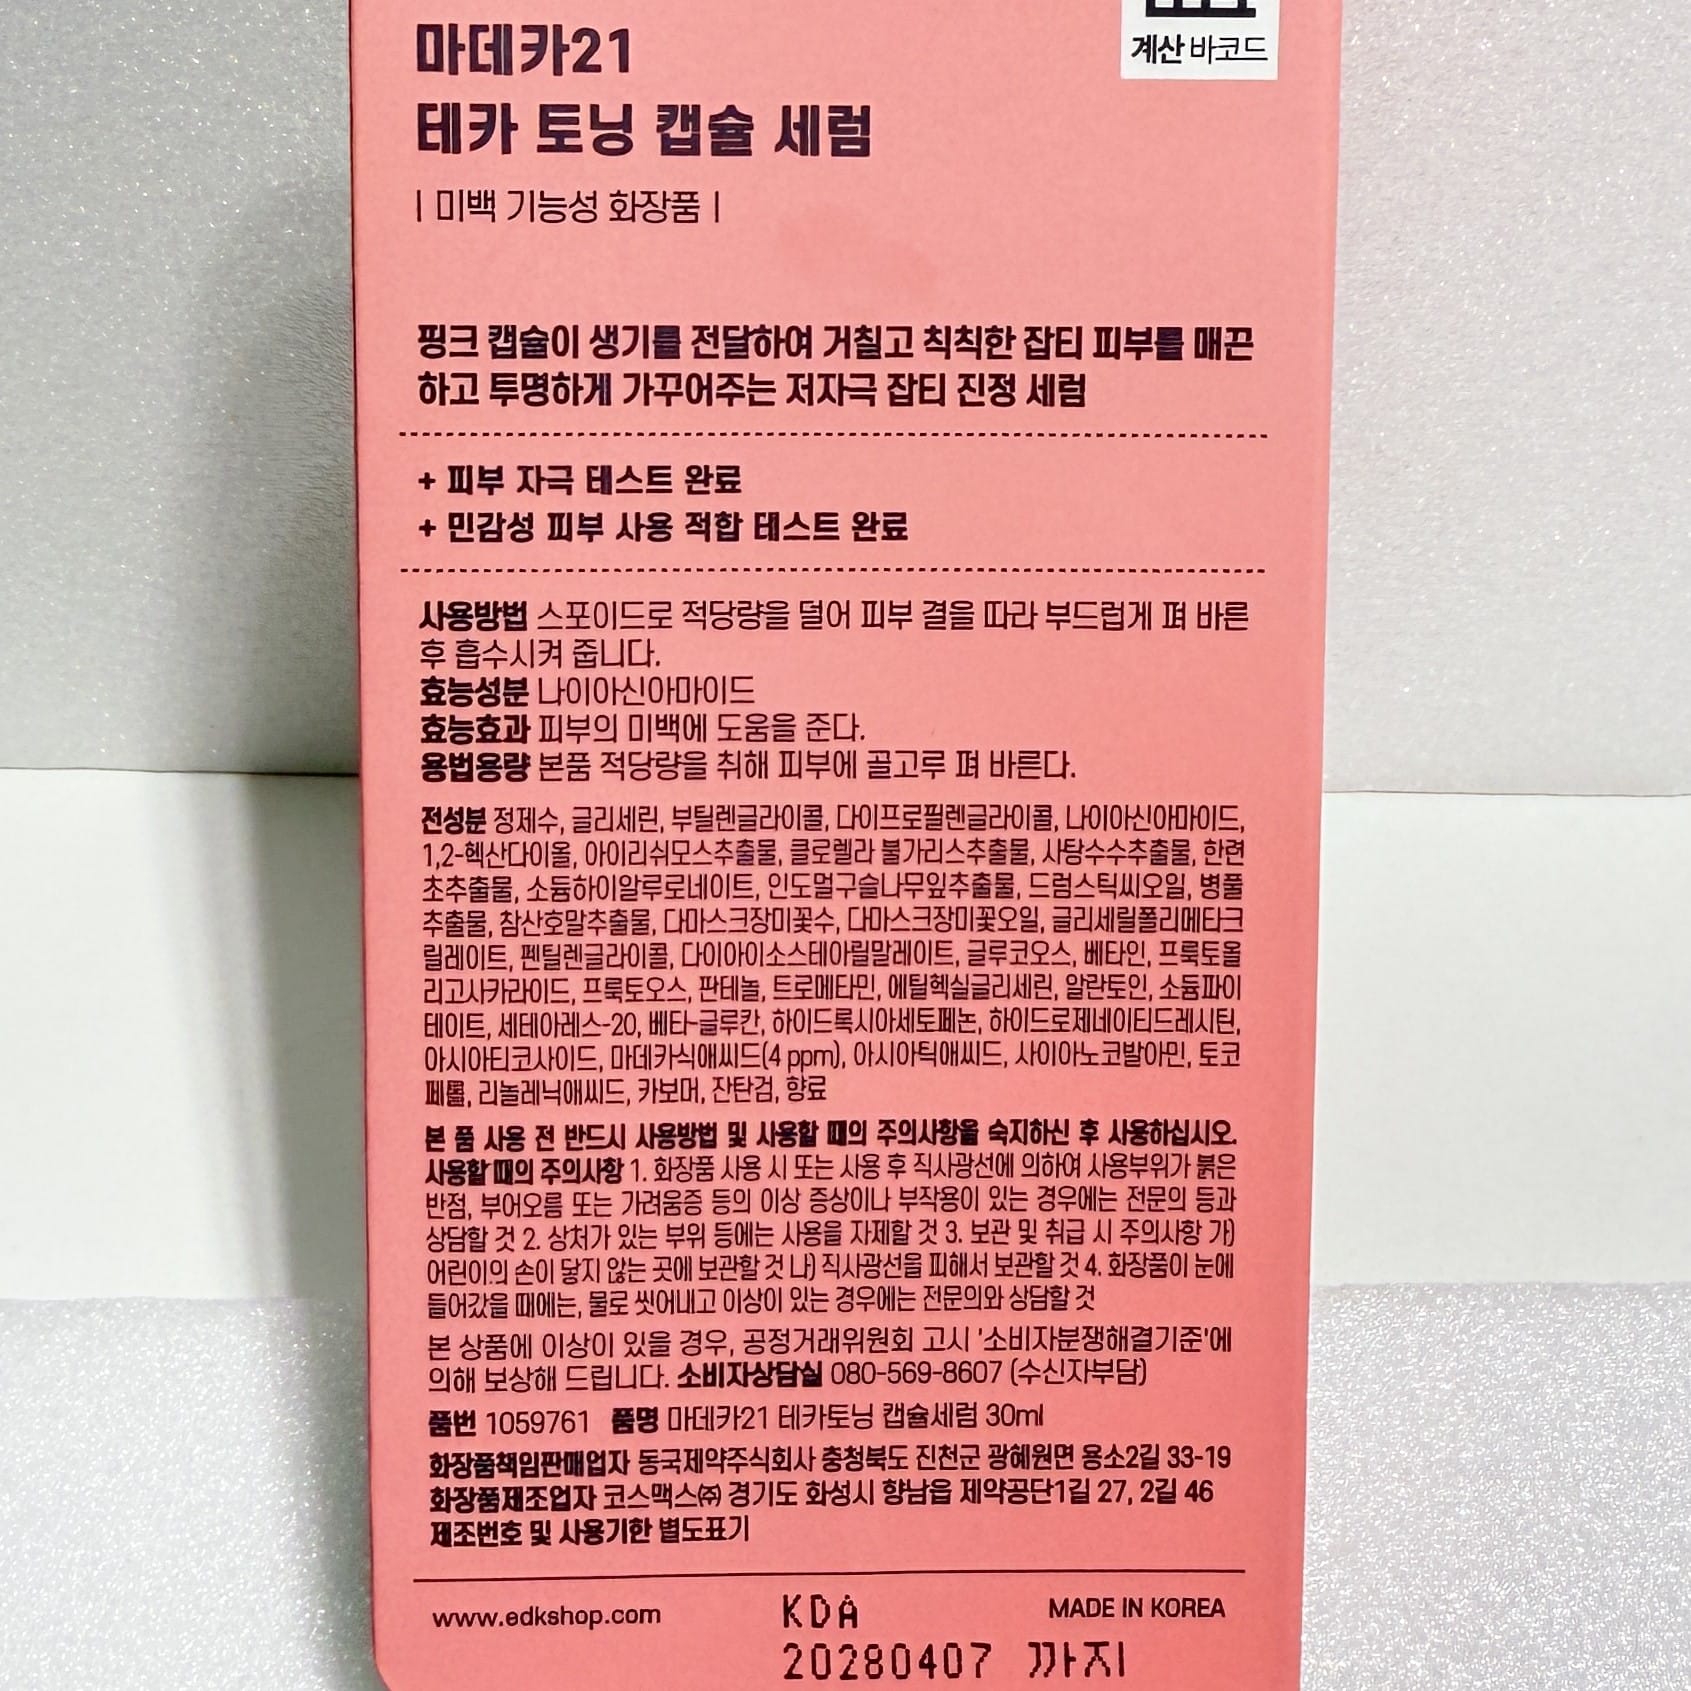 계산 바코드
마데카21
테카 토닝 캡슐 세럼
| 미백 기능성 화장품 |
핑크 캡슐이 생기를 전달하여 거칠고 칙칙한 잡티 피부를 매끈
하고 투명하게 가꾸어주는 저자극 잡티 진정 세럼
+ 피부 자극 테스트 완료
+ 민감성 피부 사용 적합 테스트 완료
사용방법 스포이드로 적당량을 덜어 피부 결을 따라 부드럽게 펴 바른
후 흡수시켜 줍니다.
효능성분 나이아신아마이드
효능효과 피부의 미백에 도움을 준다.
용법용량 본품 적당량을 취해 피부에 골고루 펴 바른다.
전성분 정제수, 글리세린, 부틸렌글라이콜, 다이프로필렌글라이콜, 나이아신아마이드,
1,2-헥산다이올, 아이리쉬모스추출물, 클로렐라 불가리스추출물, 사탕수수추출물, 한련
초추출물, 소듐하이알루로네이트, 인도멀구슬나무잎추출물, 드럼스틱씨오일, 병풀
추출물, 참산호말추출물, 다마스크장미꽃수, 다마스크장미꽃오일, 글리세릴폴리메타크
릴레이트, 펜틸렌글라이콜, 다이아이소스테아릴말레이트, 글루코오스, 베타인, 프룩토올
리고사카라이드, 프룩토오스, 판테놀, 트로메타민, 에틸헥실글리세린, 알란토인, 소듐파이
테이트, 세테아레스-20, 베타-글루칸, 하이드록시아세토페논, 하이드로제네이티드레시틴,
아시아티코사이드, 마데카식애씨드(4 ppm), 아시아틱애씨드, 사이아노코발아민, 토코
페롤, 리놀레닉애씨드, 카보머, 잔탄검, 향료
본 품 사용 전 반드시 사용방법 및 사용할 때의 주의사항을 숙지하신 후 사용하십시오.
사용할 때의 주의사항 1. 화장품 사용 시 또는 사용 후 직사광선에 의하여 사용부위가 붉은
반점, 부어오름 또는 가려움증 등의 이상 증상이나 부작용이 있는 경우에는 전문의 등과
상담할 것 2. 상처가 있는 부위 등에는 사용을 자제할 것 3. 보관 및 취급 시 주의사항 가)
어린이의 손이 닿지 않는 곳에 보관할 것 나) 직사광선을 피해서 보관할 것 4. 화장품이 눈에
들어갔을 때에는, 물로 씻어내고 이상이 있는 경우에는 전문의와 상담할 것
본 상품에 이상이 있을 경우, 공정거래위원회 고시 '소비자분쟁해결기준'에
의해 보상해 드립니다. 소비자상담실 080-569-8607 (수신자부담)
품번 1059761 품명 마데카21 테카토닝 캡슐세럼 30ml
화장품책임판매업자 동국제약주식회사 충청북도 진천군 광혜원면 용소2길 33-19
화장품제조업자 코스맥스㈜ 경기도 화성시 향남읍 제약공단1길 27, 2길 46
제조번호 및 사용기한 별도표기
www.edkshop.com KDA MADE IN KOREA
20280407 까지